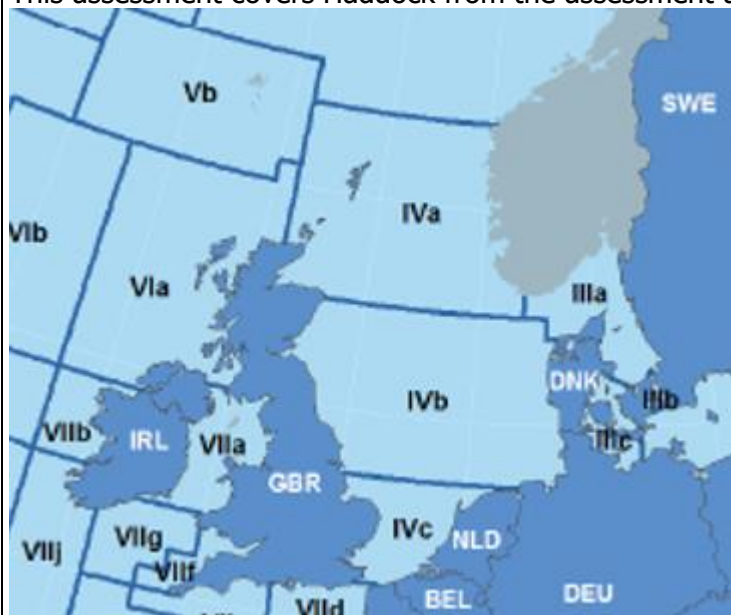 This assessment covers Haddock from the assessment
Vb
SWE
IVa
VIb
VIa
IIIa
DNK
IVb
IIIb
VIIb
IRL
VIIa
IIIc
GBR
IVc
NLD
VIIg
VIIj
VIIf
BEL
DEU
VIId